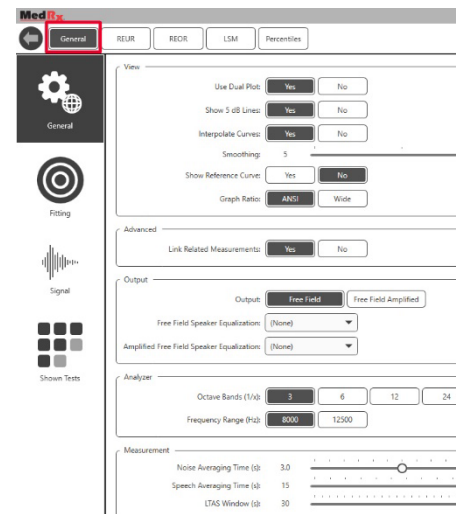 MedRx
General REUR REOR LSM Percentiles
General
Fitting
Signal
Shown Tests
View
Use Dual Plot: Yes No
Show 5 dB Lines: Yes No
Interpolate Curves: Yes No
Smoothing: 5
Show Reference Curve: Yes No
Graph Ratio: ANSI Wide
Advanced
Link Related Measurements: Yes No
Output
Output: Free Field Free Field Amplified
Free Field Speaker Equalization: (None)
Amplified Free Field Speaker Equalization: (None)
Analyzer
Octave Bands (1/x): 3 6 12 24
Frequency Range (Hz): 8000 12500
Measurement
Noise Averaging Time (s): 3.0
Speech Averaging Time (s): 15
LTAS Window (s): 30